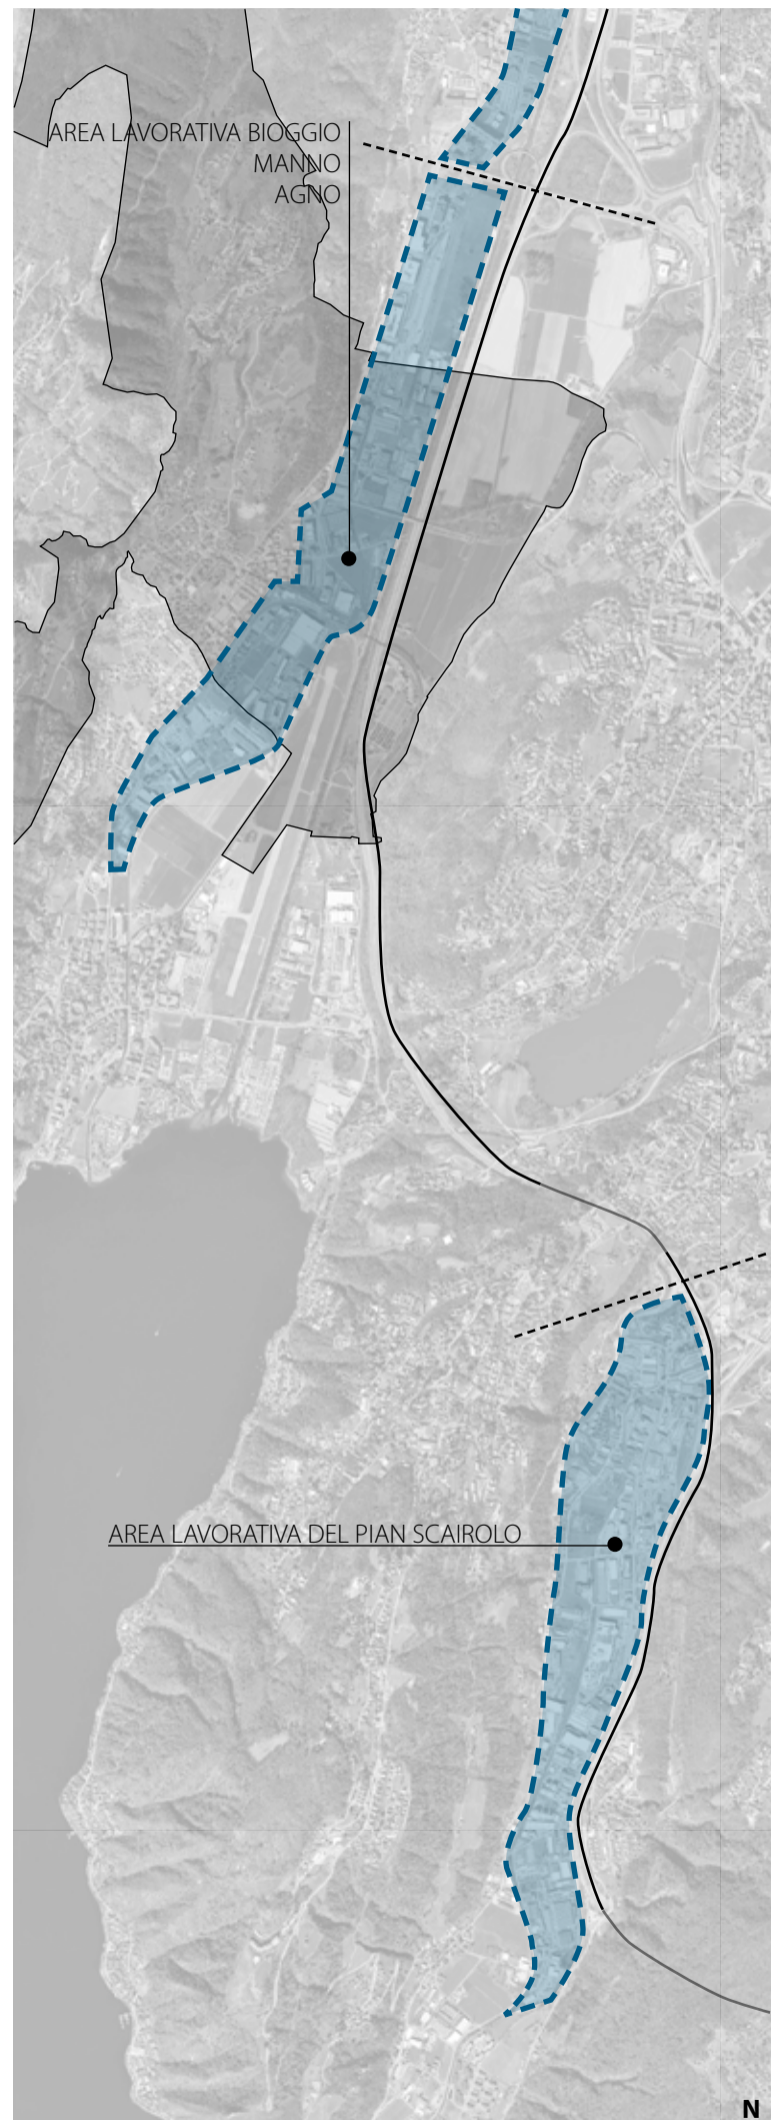 AREA LAVORATIVA BIOGGIO
MANNO
AGNO
AREA LAVORATIVA DEL PIAN SCAIROLO
N